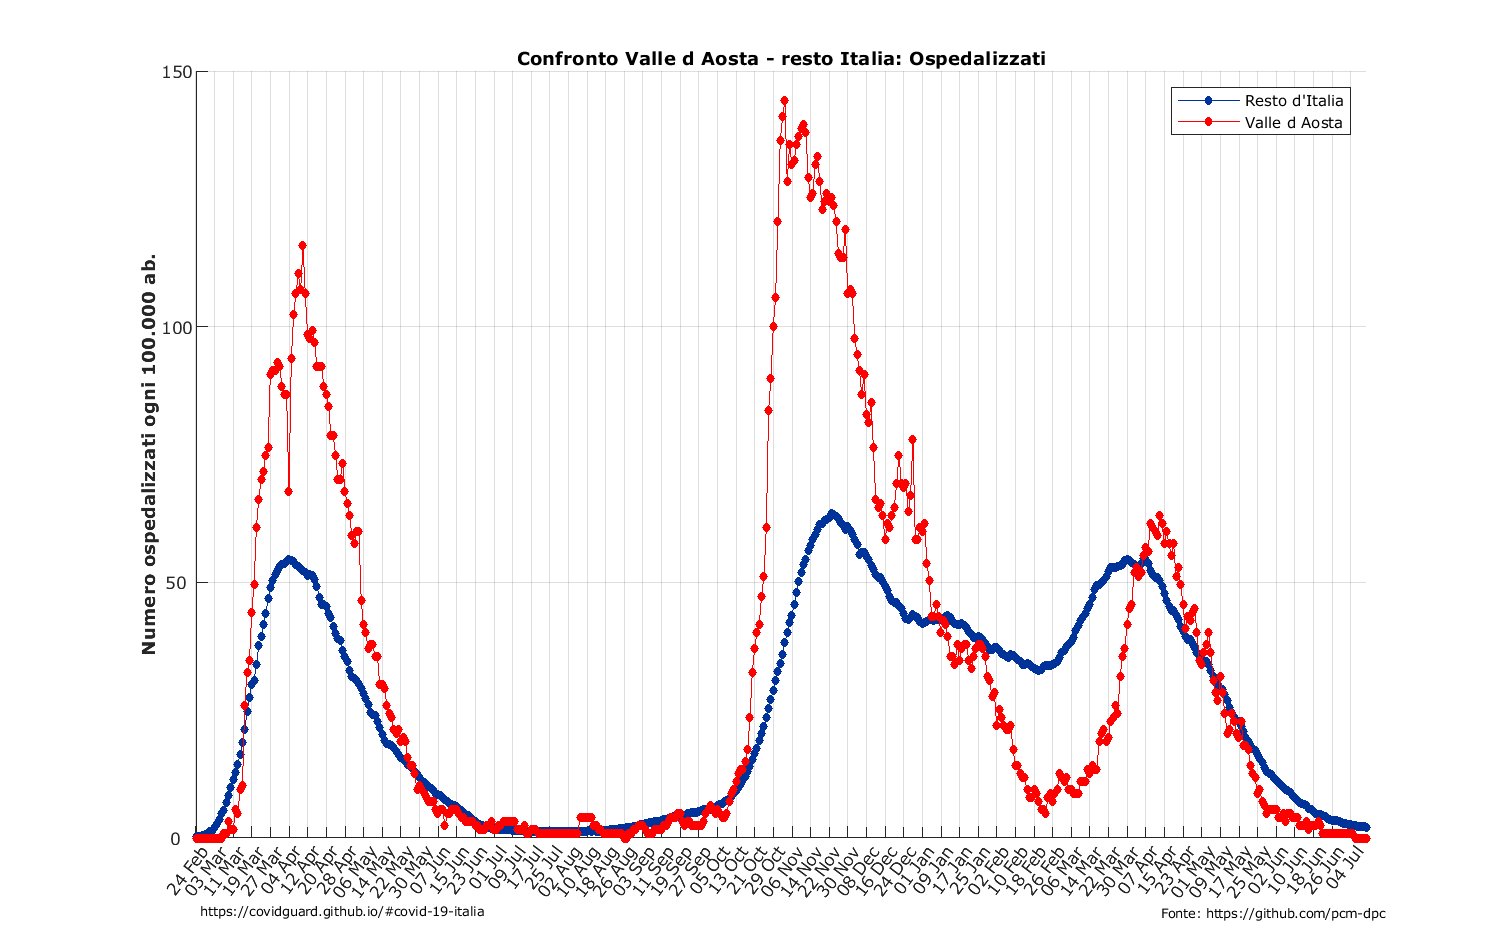 Confronto Valle d Aosta - resto Italia: Ospedalizzati
Resto d'Italia
Valle d Aosta
Numero ospedalizzati ogni 100.000 ab.
150
100
50
0
24 Feb
03 Mar
11 Mar
19 Mar
27 Mar
04 Apr
12 Apr
20 Apr
28 Apr
06 May
14 May
22 May
30 May
07 Jun
15 Jun
23 Jun
01 Jul
09 Jul
17 Jul
25 Jul
02 Aug
10 Aug
18 Aug
26 Aug
03 Sep
11 Sep
19 Sep
27 Sep
05 Oct
13 Oct
21 Oct
29 Oct
06 Nov
14 Nov
22 Nov
30 Nov
08 Dec
16 Dec
24 Dec
01 Jan
09 Jan
17 Jan
25 Jan
02 Feb
10 Feb
18 Feb
26 Feb
06 Mar
14 Mar
22 Mar
30 Mar
07 Apr
15 Apr
23 Apr
01 May
09 May
17 May
25 May
02 Jun
10 Jun
18 Jun
26 Jun
04 Jul
https://covidguard.github.io/#covid-19-italia
Fonte: https://github.com/pcm-dpc